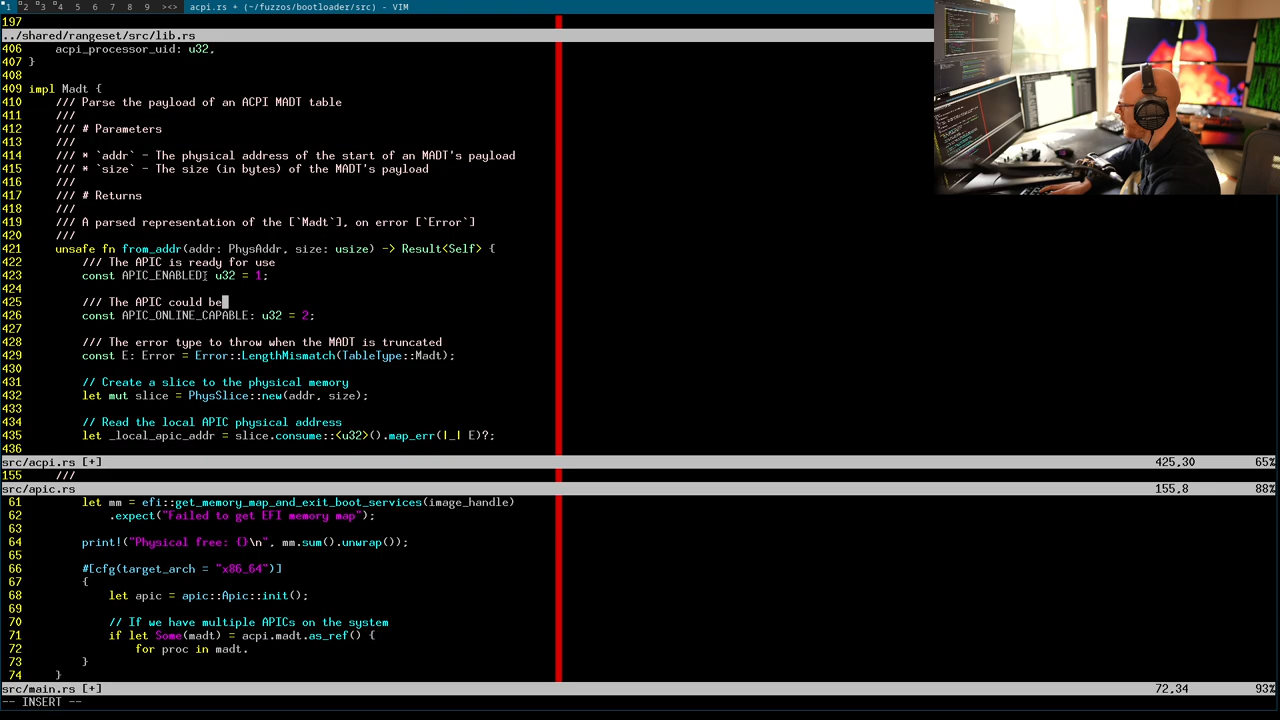 1 2 3 4 5 6 7 8 9 ><> acpi.rs + (~/fuzzos/bootloader/src) - VIM
197
../shared/rangeset/src/lib.rs
406     acpi_processor_uid: u32,
407 }
408
409 impl Madt {
410     /// Parse the payload of an ACPI MADT table
411     ///
412     /// # Parameters
413     ///
414     /// * `addr` - The physical address of the start of an MADT's payload
415     /// * `size` - The size (in bytes) of the MADT's payload
416     ///
417     /// # Returns
418     ///
419     /// A parsed representation of the [`Madt`], on error [`Error`]
420     ///
421     unsafe fn from_addr(addr: PhysAddr, size: usize) -> Result<Self> {
422         /// The APIC is ready for use
423         const APIC_ENABLED: u32 = 1;
424
425         /// The APIC could be
426         const APIC_ONLINE_CAPABLE: u32 = 2;
427
428         /// The error type to throw when the MADT is truncated
429         const E: Error = Error::LengthMismatch(TableType::Madt);
430
431         // Create a slice to the physical memory
432         let mut slice = PhysSlice::new(addr, size);
433
434         // Read the local APIC physical address
435         let _local_apic_addr = slice.consume::<u32>().map_err(|_| E)?;
436
src/acpi.rs [+] 425,30 65%
155     ///
src/apic.rs 155,8 88%
61         let mm = efi::get_memory_map_and_exit_boot_services(image_handle)
62             .expect("Failed to get EFI memory map");
63
64         print!("Physical free: {}\n", mm.sum().unwrap());
65
66         #[cfg(target_arch = "x86_64")]
67         {
68             let apic = apic::Apic::init();
69
70             // If we have multiple APICs on the system
71             if let Some(madt) = acpi.madt.as_ref() {
72                 for proc in madt.
73         }
74     }
src/main.rs [+] 72,34 93%
-- INSERT --